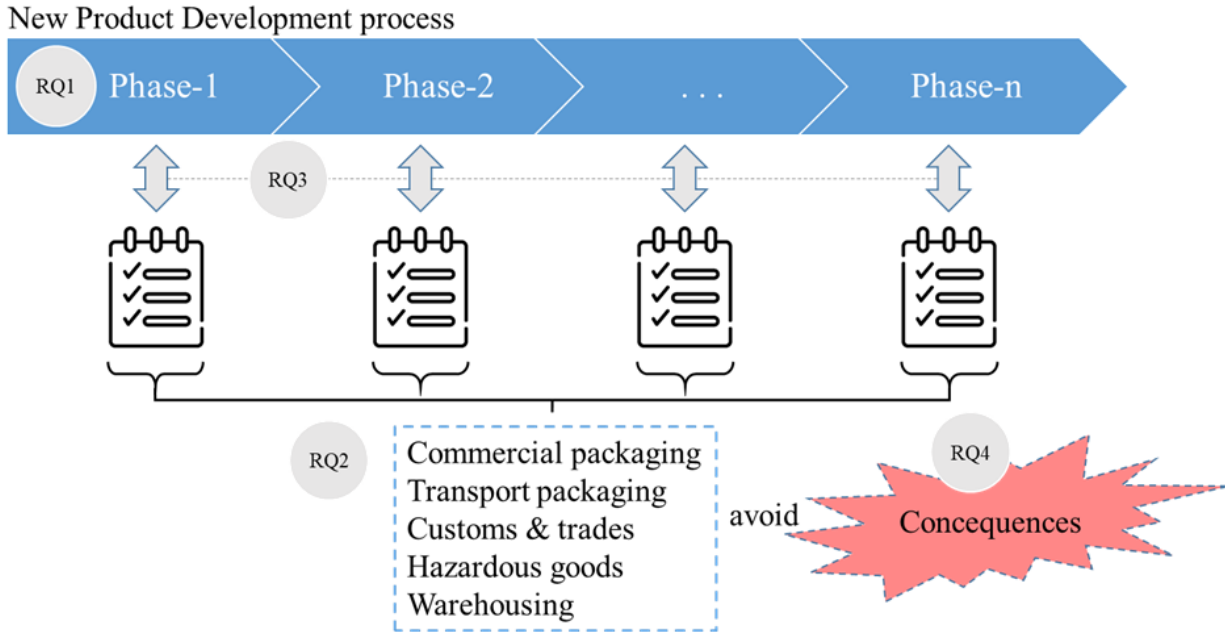 New Product Development process
RQ1 Phase-1 Phase-2 . . . Phase-n
RQ3
RQ2
Commercial packaging
Transport packaging
Customs & trades
Hazardous goods
Warehousing
avoid
RQ4
Concequences